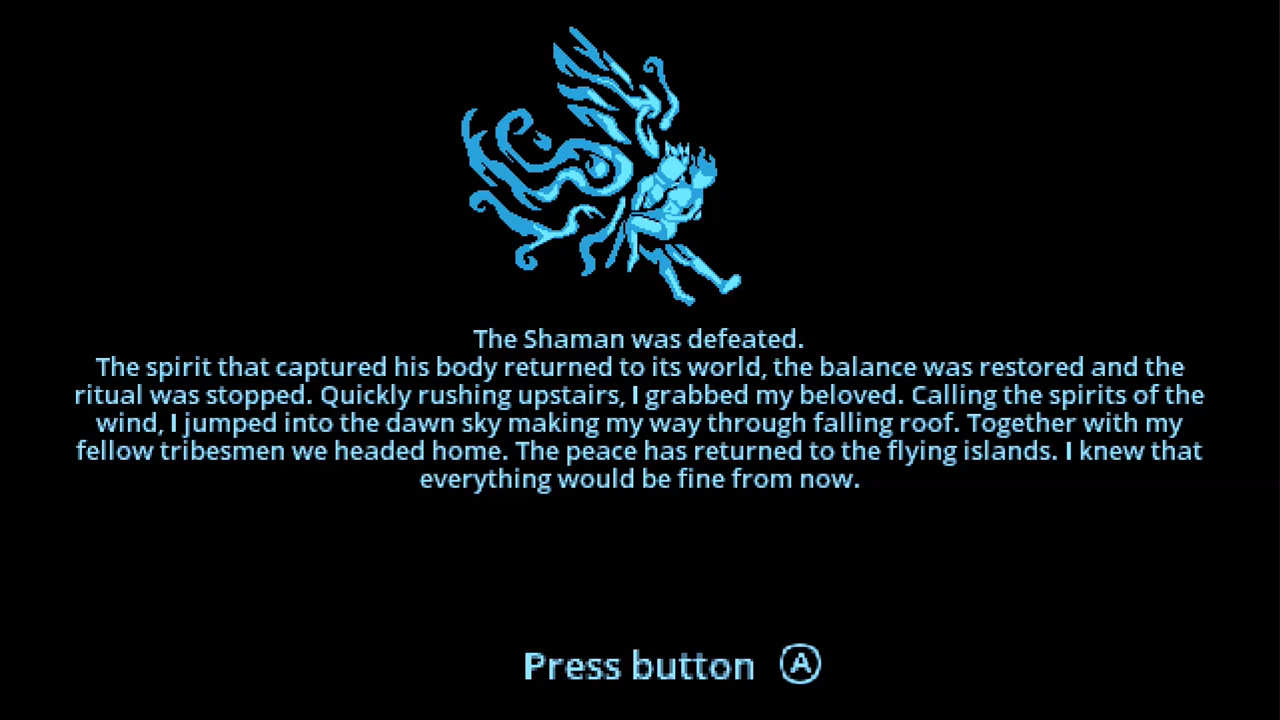 The Shaman was defeated.
The spirit that captured his body returned to its world, the balance was restored and the
ritual was stopped. Quickly rushing upstairs, I grabbed my beloved. Calling the spirits of the
wind, I jumped into the dawn sky making my way through falling roof. Together with my
fellow tribesmen we headed home. The peace has returned to the flying islands. I knew that
everything would be fine from now.
Press button A